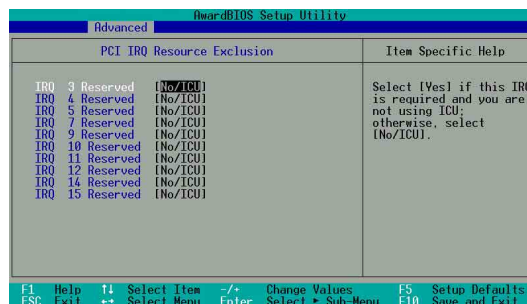 AwardBIOS Setup Utility
Advanced
PCI IRQ Resource Exclusion
Item Specific Help
IRQ 3 Reserved [No/ICU]
IRQ 4 Reserved [No/ICU]
IRQ 5 Reserved [No/ICU]
IRQ 7 Reserved [No/ICU]
IRQ 9 Reserved [No/ICU]
IRQ 10 Reserved [No/ICU]
IRQ 11 Reserved [No/ICU]
IRQ 12 Reserved [No/ICU]
IRQ 14 Reserved [No/ICU]
IRQ 15 Reserved [No/ICU]
Select [Yes] if this IRQ
is required and you are
not using ICU;
otherwise, select
[No/ICU].
F1 Help ↑↓ Select Item -/+ Change Values F5 Setup Defaults
ESC Exit ←→ Select Menu Enter Select ► Sub-Menu F10 Save and Exit